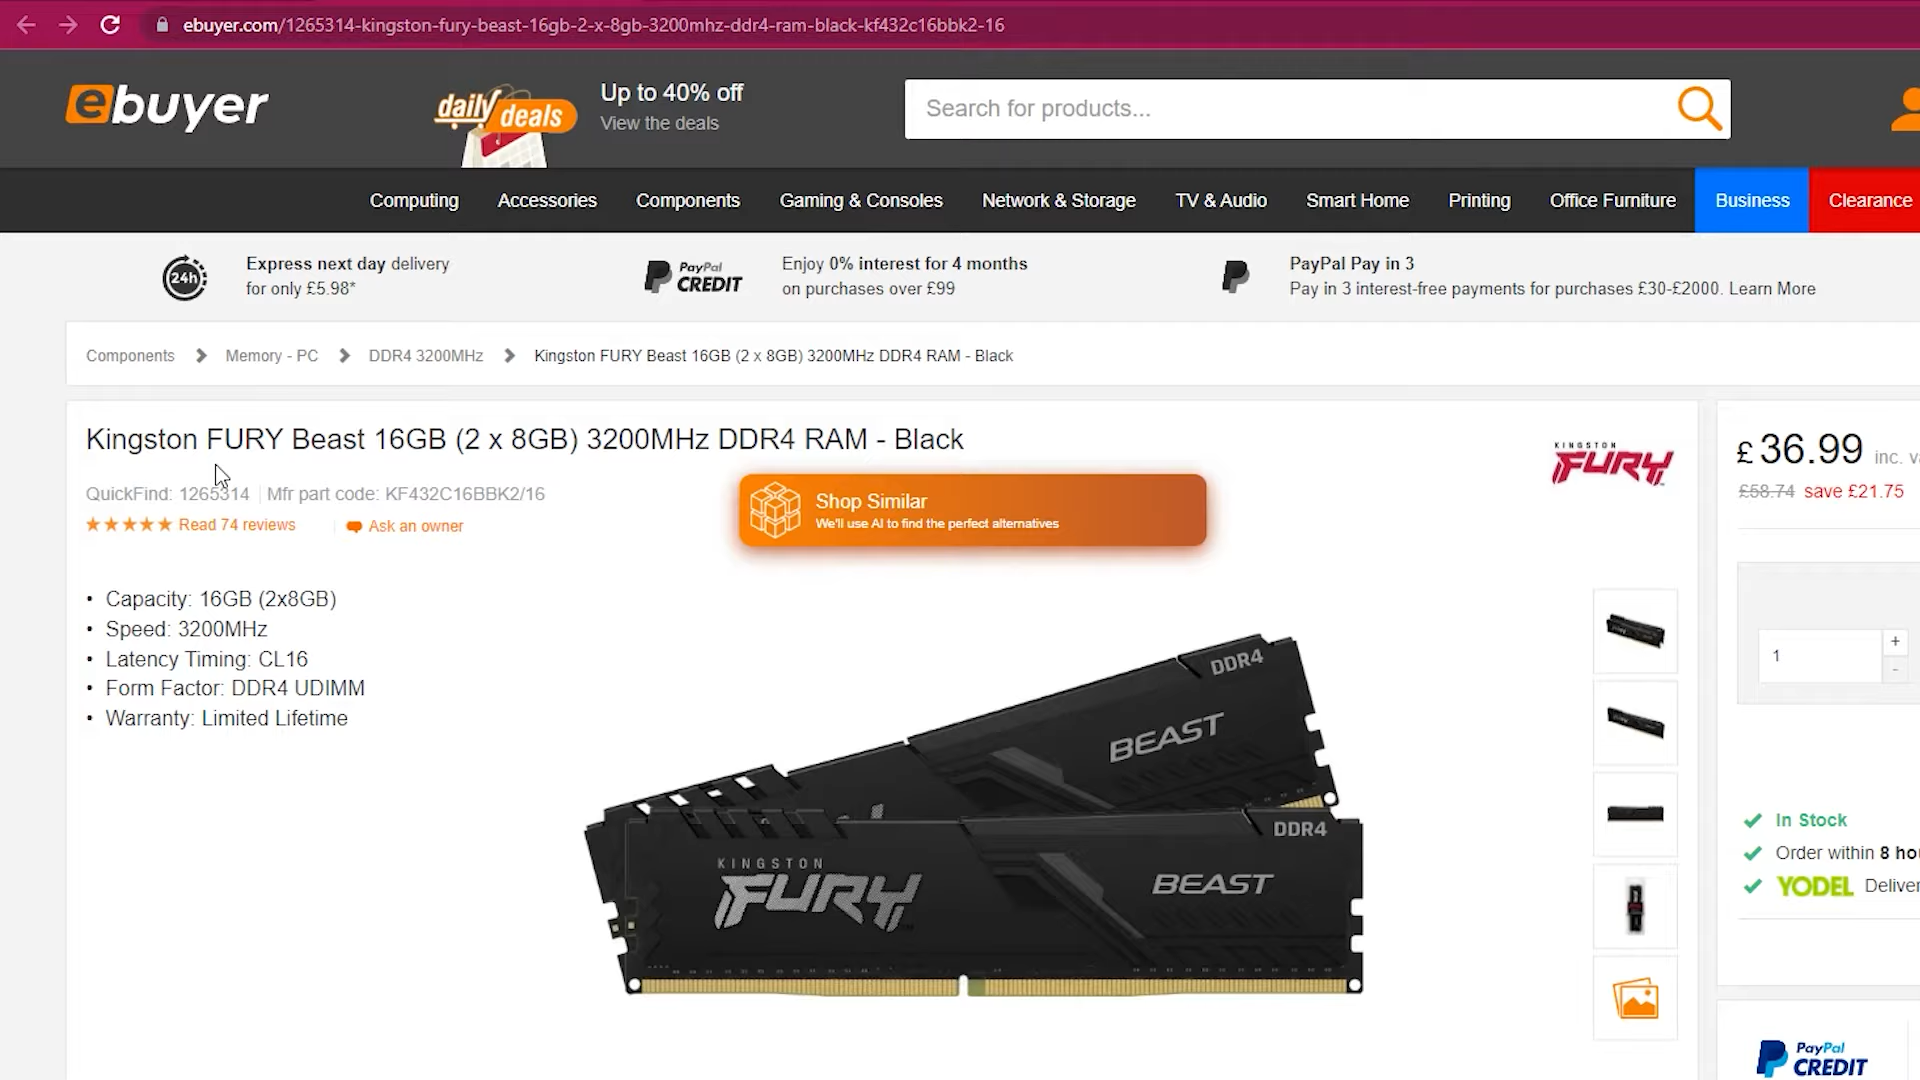 ebuyer.com/1265314-kingston-fury-beast-16gb-2-x-8gb-3200mhz-ddr4-ram-black-kf432c16bbk2-16
ebuyer
daily deals
Up to 40% off
View the deals
Search for products...
Computing Accessories Components Gaming & Consoles Network & Storage TV & Audio Smart Home Printing Office Furniture Business Clearance
24h
Express next day delivery
for only £5.98*
PayPal
CREDIT
Enjoy 0% interest for 4 months
on purchases over £99
PayPal Pay in 3
Pay in 3 interest-free payments for purchases £30-£2000. Learn More
Components Memory - PC DDR4 3200MHz Kingston FURY Beast 16GB (2 x 8GB) 3200MHz DDR4 RAM - Black
Kingston FURY Beast 16GB (2 x 8GB) 3200MHz DDR4 RAM - Black
QuickFind: 1265314 Mfr part code: KF432C16BBK2/16
Read 74 reviews Ask an owner
Shop Similar
We'll use AI to find the perfect alternatives
KINGSTON
FURY
£36.99 inc.
£58.74 save £21.75
• Capacity: 16GB (2x8GB)
• Speed: 3200MHz
• Latency Timing: CL16
• Form Factor: DDR4 UDIMM
• Warranty: Limited Lifetime
DDR4
BEAST
DDR4
KINGSTON
FURY
BEAST
1
+
-
In Stock
Order within 8
YODEL
PayPal
CREDIT